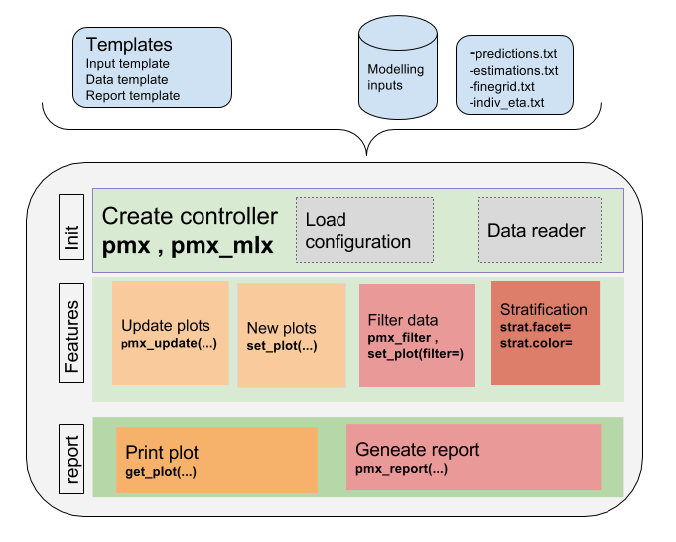 Templates
Input template
Data template
Report template
Modelling
inputs
-predictions.txt
-estimations.txt
-finegrid.txt
-indiv_eta.txt
Init
Create controller
pmx , pmx_mlx
Load
configuration
Data reader
Features
Update plots
pmx_update(...)
New plots
set_plot(...)
Filter data
pmx_filter ,
set_plot(filter=)
Stratification
strat.facet=
strat.color=
report
Print plot
get_plot(...)
Geneate report
pmx_report(...)